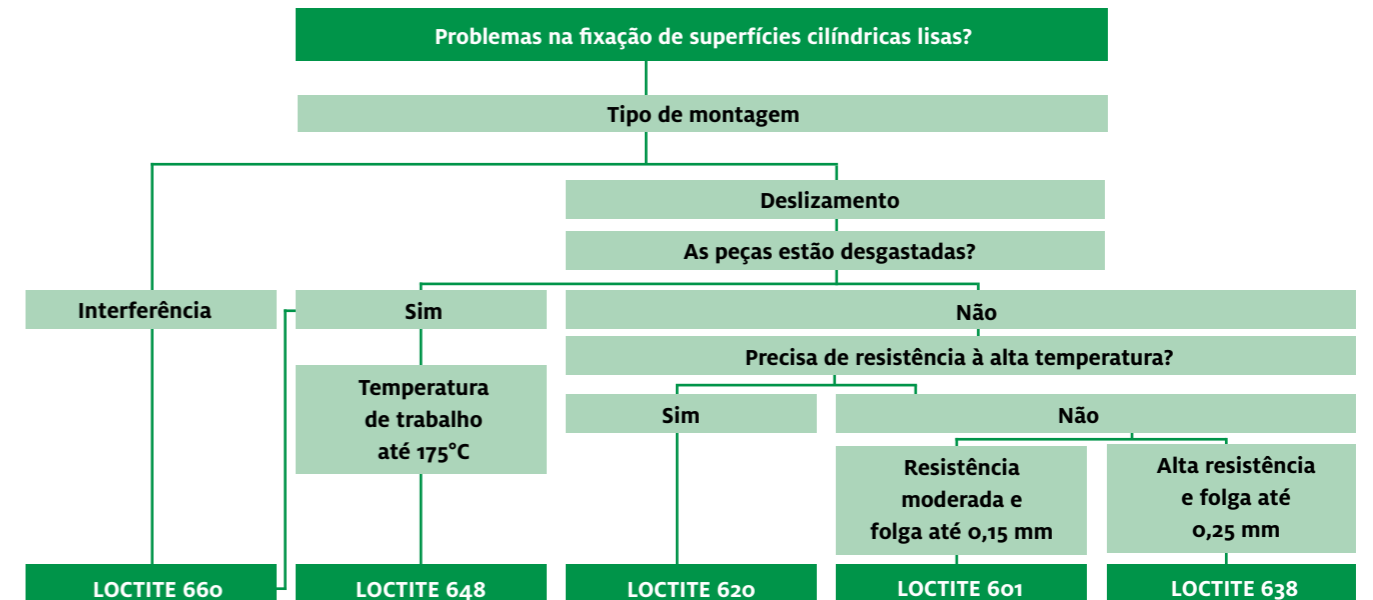 Problemas na fixação de superfícies cilíndricas lisas?
Tipo de montagem
Deslizamento
As peças estão desgastadas?
Interferência
Sim
Não
Precisa de resistência à alta temperatura?
Temperatura
de trabalho
até 175°C
Sim
Não
Resistência
moderada e
folga até 0,15 mm
Alta resistência
e folga até
0,25 mm
LOCTITE 660
LOCTITE 648
LOCTITE 620
LOCTITE 601
LOCTITE 638